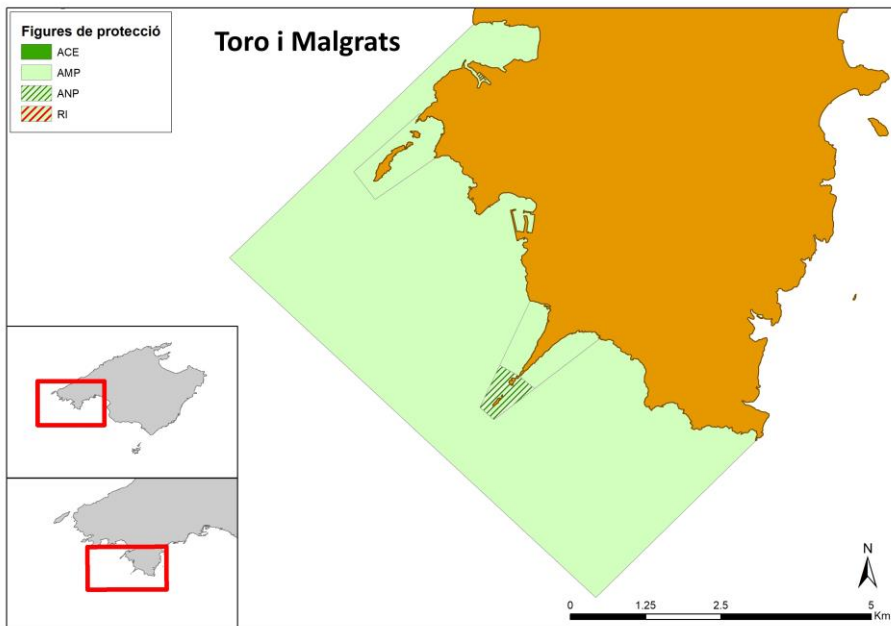 Figures de protecció
ACE
AMP
ANP
RI
Toro i Malgrats
N
0 1.25 2.5 5
Km